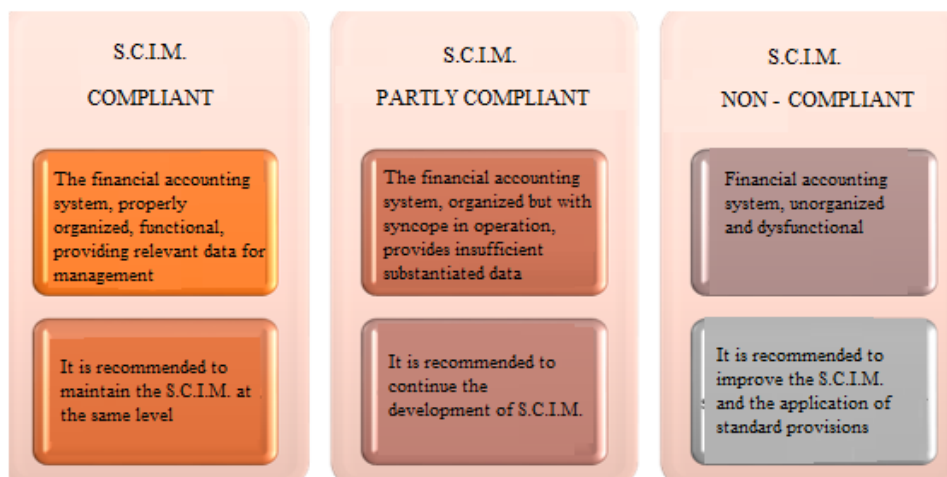 S.C.I.M.
COMPLIANT
The financial accounting
system, properly
organized, functional,
providing relevant data for
management
It is recommended to
maintain the S.C.I.M. at
the same level
S.C.I.M.
PARTLY COMPLIANT
The financial accounting
system, organized but with
syncope in operation,
provides insufficient
substantiated data
It is recommended to
continue the
development of S.C.I.M.
S.C.I.M.
NON - COMPLIANT
Financial accounting
system, unorganized
and dysfunctional
It is recommended to
improve the S.C.I.M.
and the application of
standard provisions